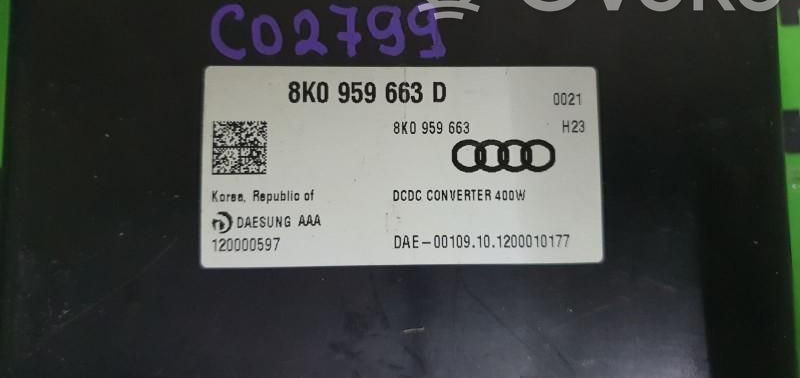 C02799
8K0 959 663 D
0021
8K0 959 663
H23
Korea, Republic of
DCDC CONVERTER 400W
DAESUNG AAA
120000597
DAE-00109.10.1200010177